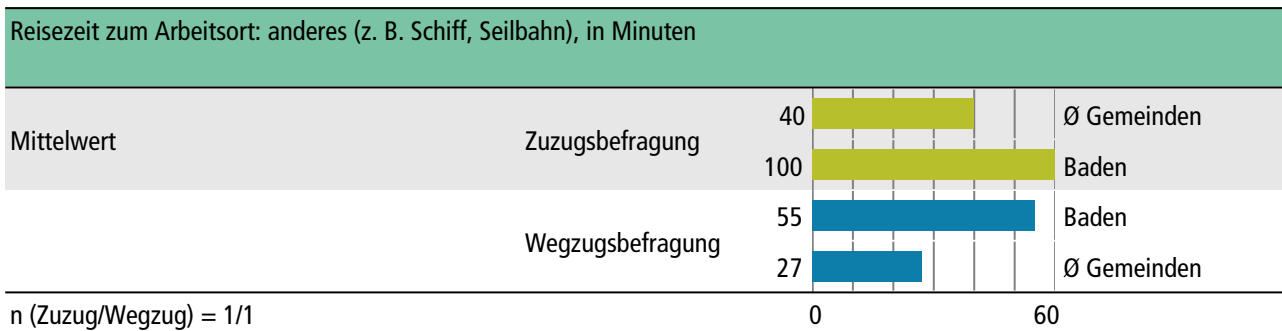 Reisezeit zum Arbeitsort: anderes (z. B. Schiff, Seilbahn), in Minuten
Mittelwert
Zuzugsbefragung
40 Ø Gemeinden
100 Baden
Wegzugsbefragung
55 Baden
27 Ø Gemeinden
n (Zuzug/Wegzug) = 1/1
0 60